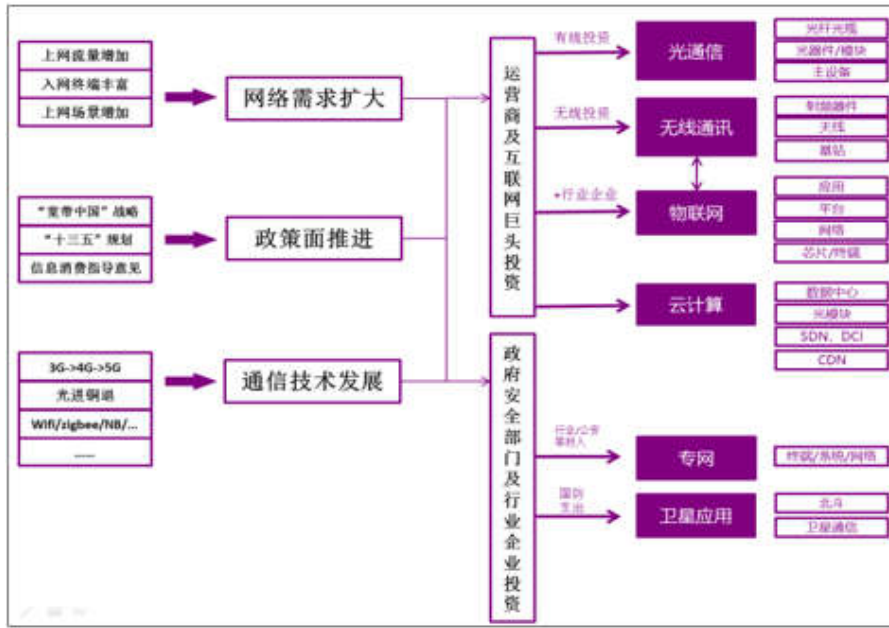 上网流量增加
入网终端丰富
上网场景增加
网络需求扩大
“宽带中国”战略
“十三五”规划
信息消费指导意见
政策面推进
3G->4G->5G
光进铜退
Wifi/zigbee/NB/...
......
通信技术发展
运营商及互联网巨头投资
政府安全部门及行业企业投资
有线投资
光通信
光纤光缆
光器件/模块
主设备
无线投资
无线通讯
射频器件
天线
基站
+行业企业
物联网
应用
平台
网络
芯片/终端
云计算
数据中心
光模块
SDN、DCI
CDN
行业/公安
专网
终端/系统/网络
国防
支出
卫星应用
北斗
卫星通信